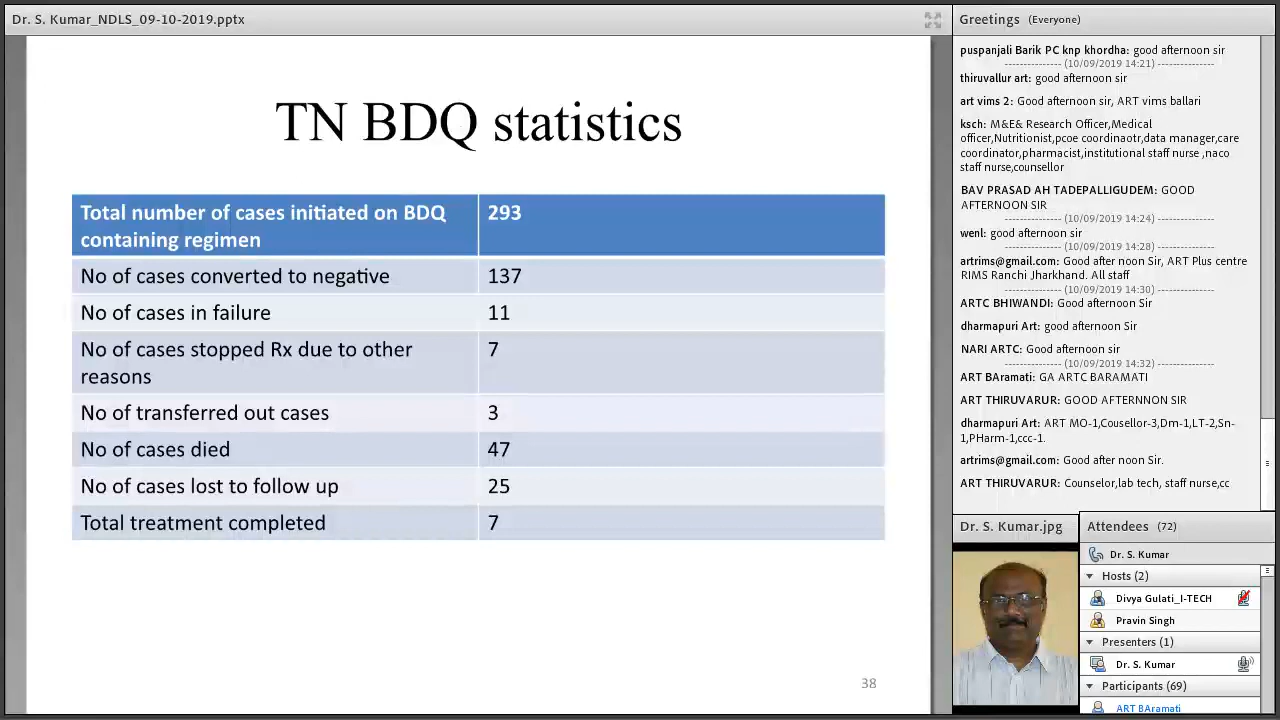 Dr. S. Kumar_NDLS_09-10-2019.pptx
TN BDQ statistics
Total number of cases initiated on BDQ
containing regimen
293
No of cases converted to negative
137
No of cases in failure
11
No of cases stopped Rx due to other
reasons
7
No of transferred out cases
3
No of cases died
47
No of cases lost to follow up
25
Total treatment completed
7
38
Greetings (Everyone)
puspanjali Barik PC knp khordha: good afternoon sir
--------------- (10/09/2019 14:21) ---------------
thiruvallur art: good afternoon sir
art vims 2: Good afternoon sir, ART vims ballari
ksch: M&E& Research Officer,Medical
officer,Nutritionist,pcoe coordinaotr,data manager,care
coordinator,pharmacist,institutional staff nurse ,naco
staff nurse,counsellor
BAV PRASAD AH TADEPALLIGUDEM: GOOD
AFTERNOON SIR
--------------- (10/09/2019 14:24) ---------------
wenl: good afternoon sir
--------------- (10/09/2019 14:28) ---------------
artrims@gmail.com: Good after noon Sir, ART Plus centre
RIMS Ranchi Jharkhand. All staff
--------------- (10/09/2019 14:30) ---------------
ARTC BHIWANDI: Good afternoon Sir
dharmapuri Art: good afternoon Sir
NARI ARTC: Good afternoon sir
--------------- (10/09/2019 14:32) ---------------
ART BAramati: GA ARTC BARAMATI
ART THIRUVARUR: GOOD AFTERNNON SIR
dharmapuri Art: ART MO-1,Cousellor-3,Dm-1,LT-2,Sn-
1,PHarm-1,ccc-1.
artrims@gmail.com: Good after noon Sir.
ART THIRUVARUR: Counselor,lab tech, staff nurse,cc
Dr. S. Kumar.jpg
Attendees (72)
Dr. S. Kumar
Hosts (2)
Divya Gulati_I-TECH
Pravin Singh
Presenters (1)
Dr. S. Kumar
Participants (69)
ART BAramati